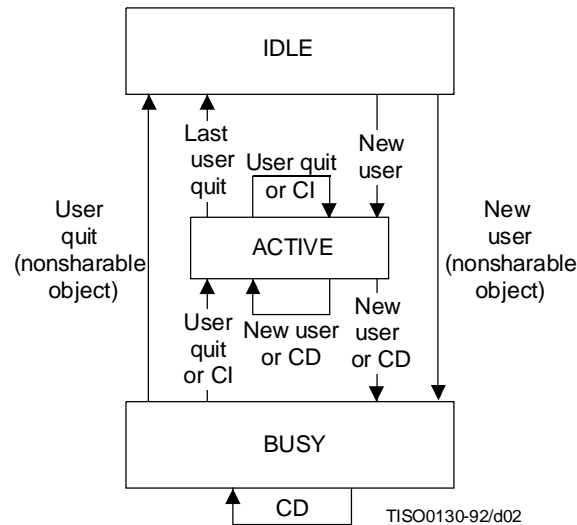 IDLE
Last
user
quit
New
user
User quit
or CI
User
quit
(nonsharable
object)
New
user
(nonsharable
object)
ACTIVE
User
quit
or CI
New user
or CD
New
user
or CD
BUSY
CD
TISO0130-92/d02